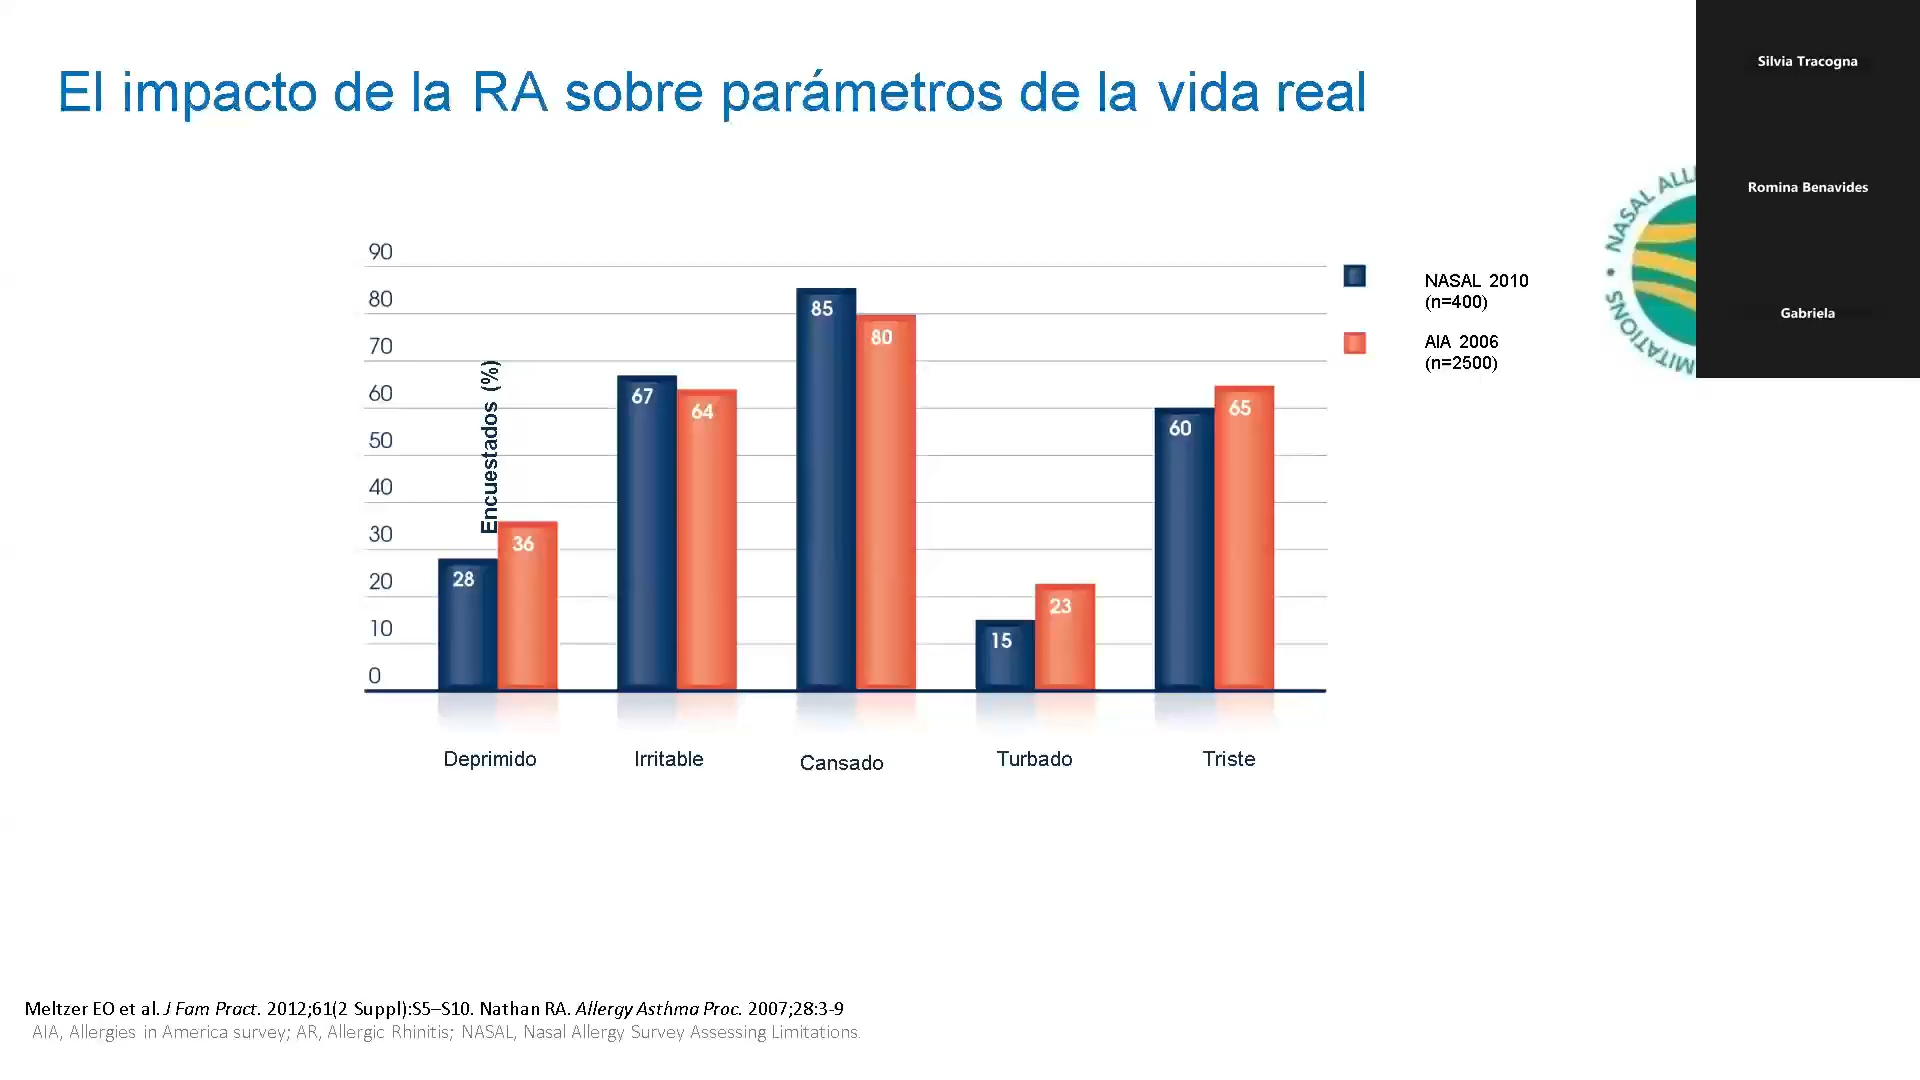 El impacto de la RA sobre parámetros de la vida real
Silvia Tracogna
Romina Benavides
Gabriela
NASAL ALL
MITATIONS
NASAL 2010
(n=400)
AIA 2006
(n=2500)
Encuestados (%)
90
80
70
60
50
40
30
20
10
0
28
36
67
64
85
80
15
23
60
65
Deprimido
Irritable
Cansado
Turbado
Triste
Meltzer EO et al. J Fam Pract. 2012;61(2 Suppl):S5–S10. Nathan RA. Allergy Asthma Proc. 2007;28:3-9
AIA, Allergies in America survey; AR, Allergic Rhinitis; NASAL, Nasal Allergy Survey Assessing Limitations.